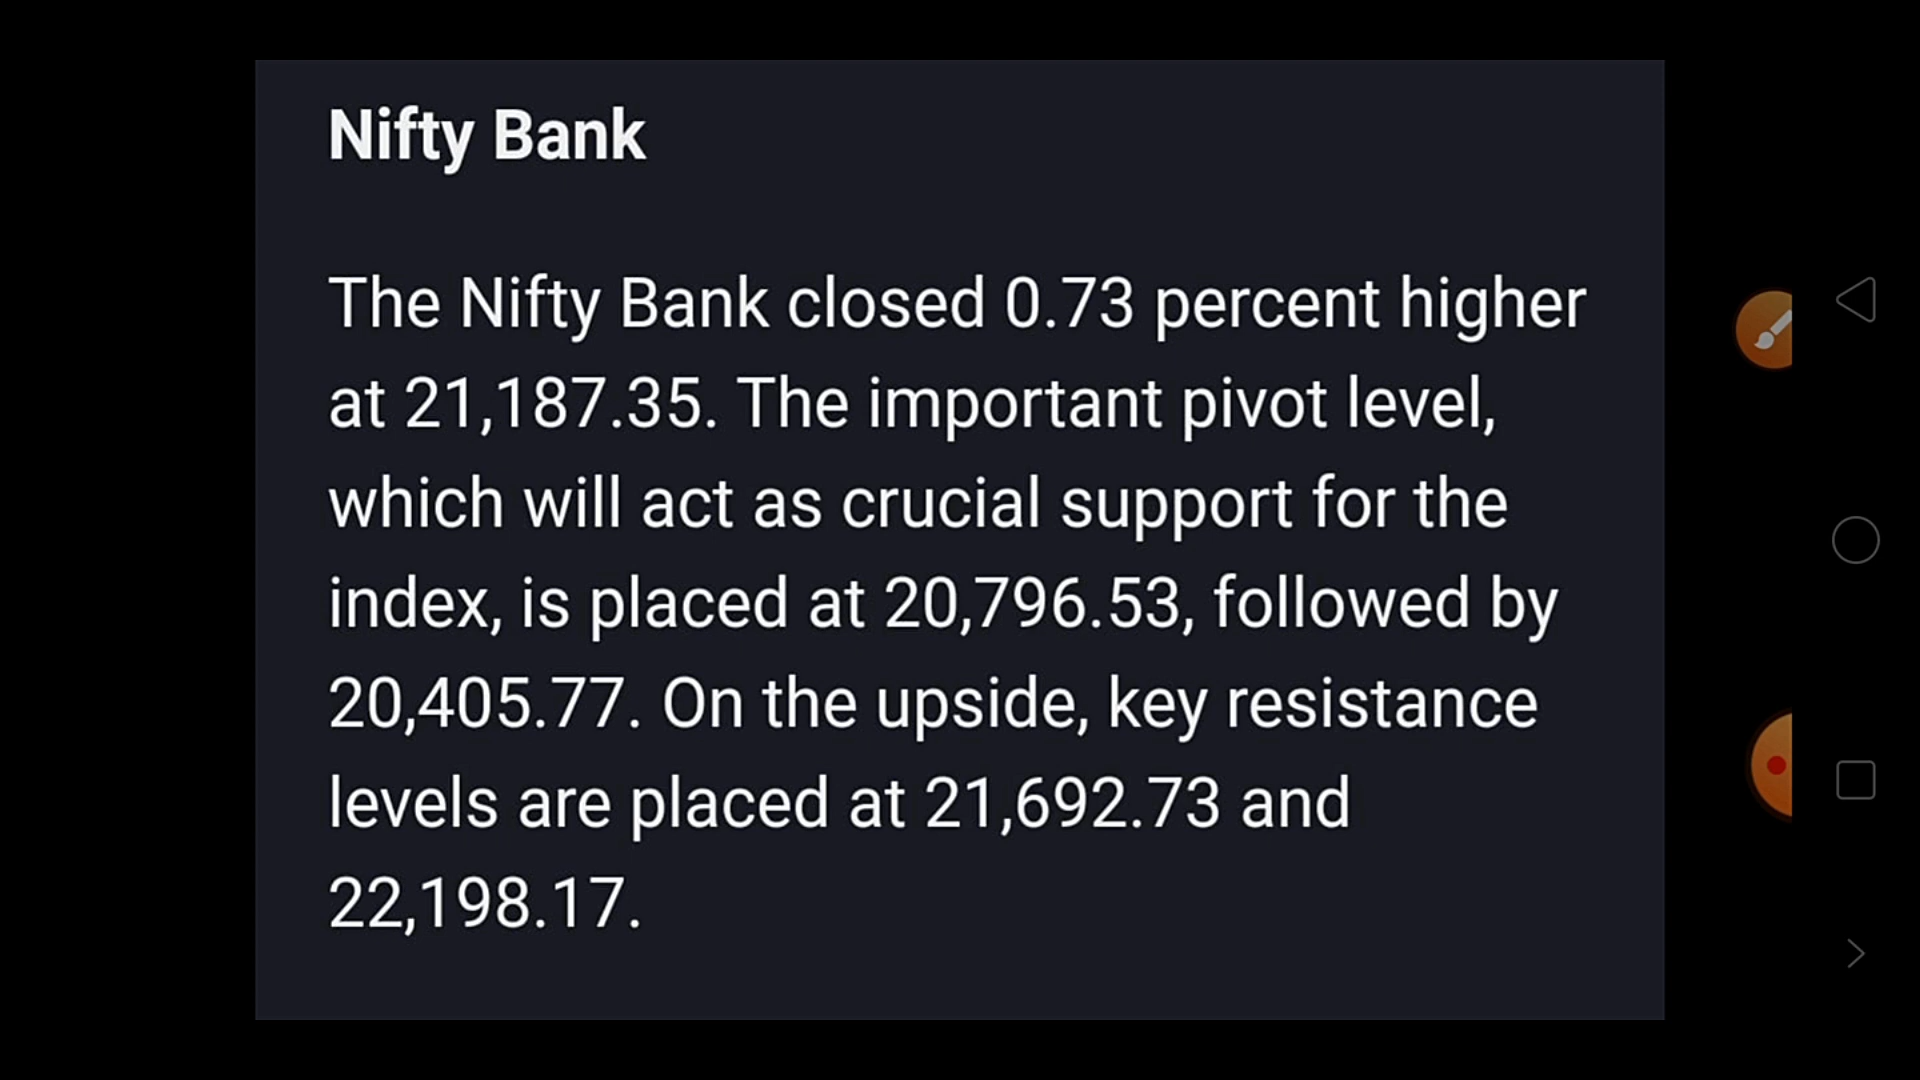 Nifty Bank
The Nifty Bank closed 0.73 percent higher
at 21,187.35. The important pivot level,
which will act as crucial support for the
index, is placed at 20,796.53, followed by
20,405.77. On the upside, key resistance
levels are placed at 21,692.73 and
22,198.17.